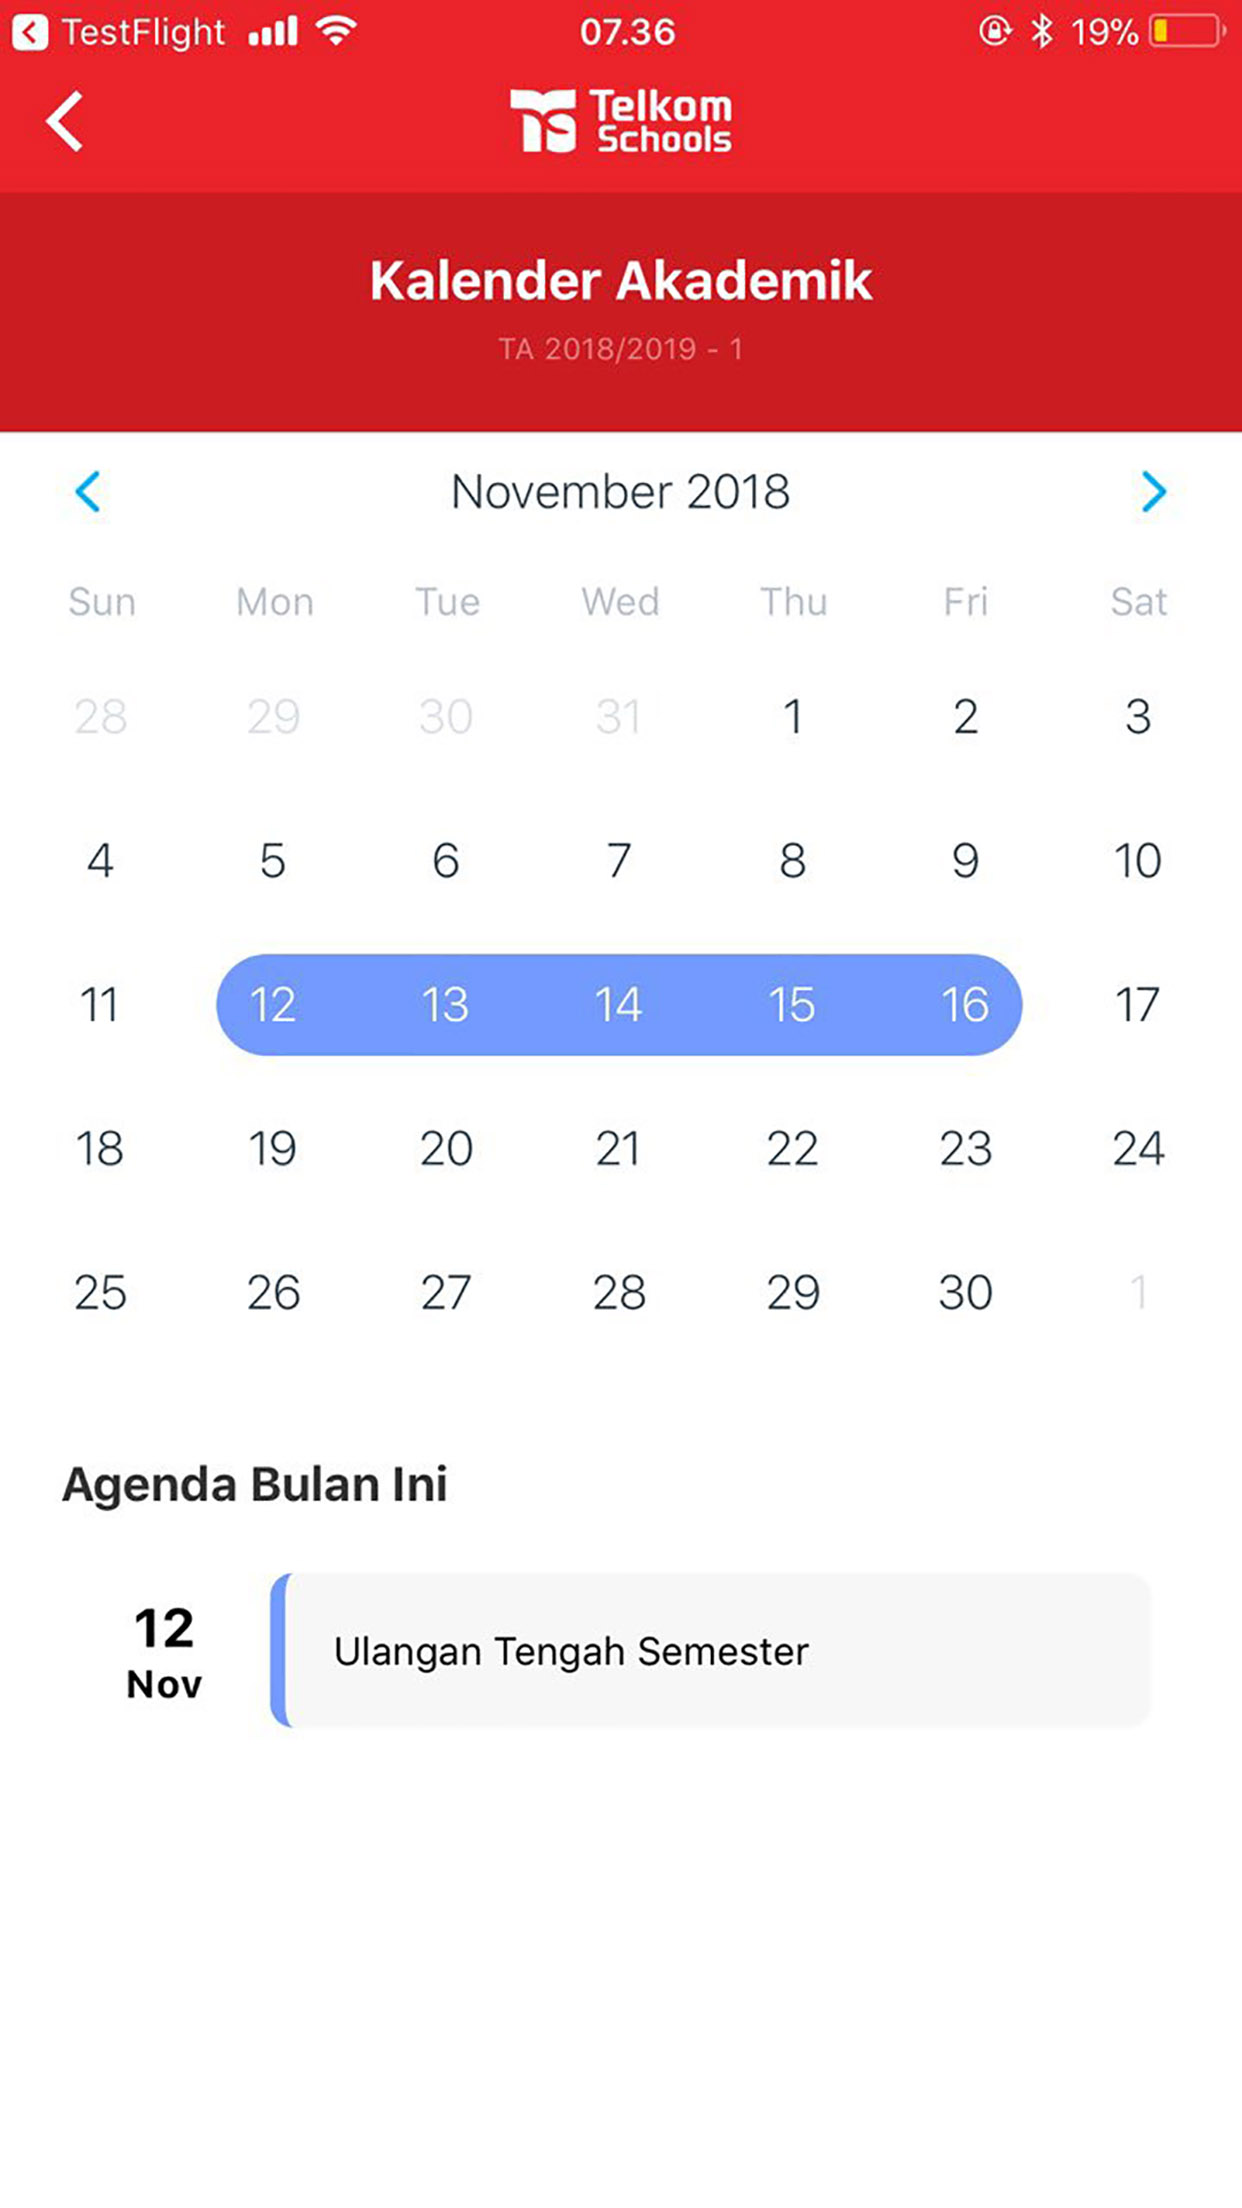 TestFlight 07.36 19%
Telkom
Schools
Kalender Akademik
TA 2018/2019 - 1
November 2018
Sun Mon Tue Wed Thu Fri Sat
28 29 30 31 1 2 3
4 5 6 7 8 9 10
11 12 13 14 15 16 17
18 19 20 21 22 23 24
25 26 27 28 29 30 1
Agenda Bulan Ini
12
Nov
Ulangan Tengah Semester